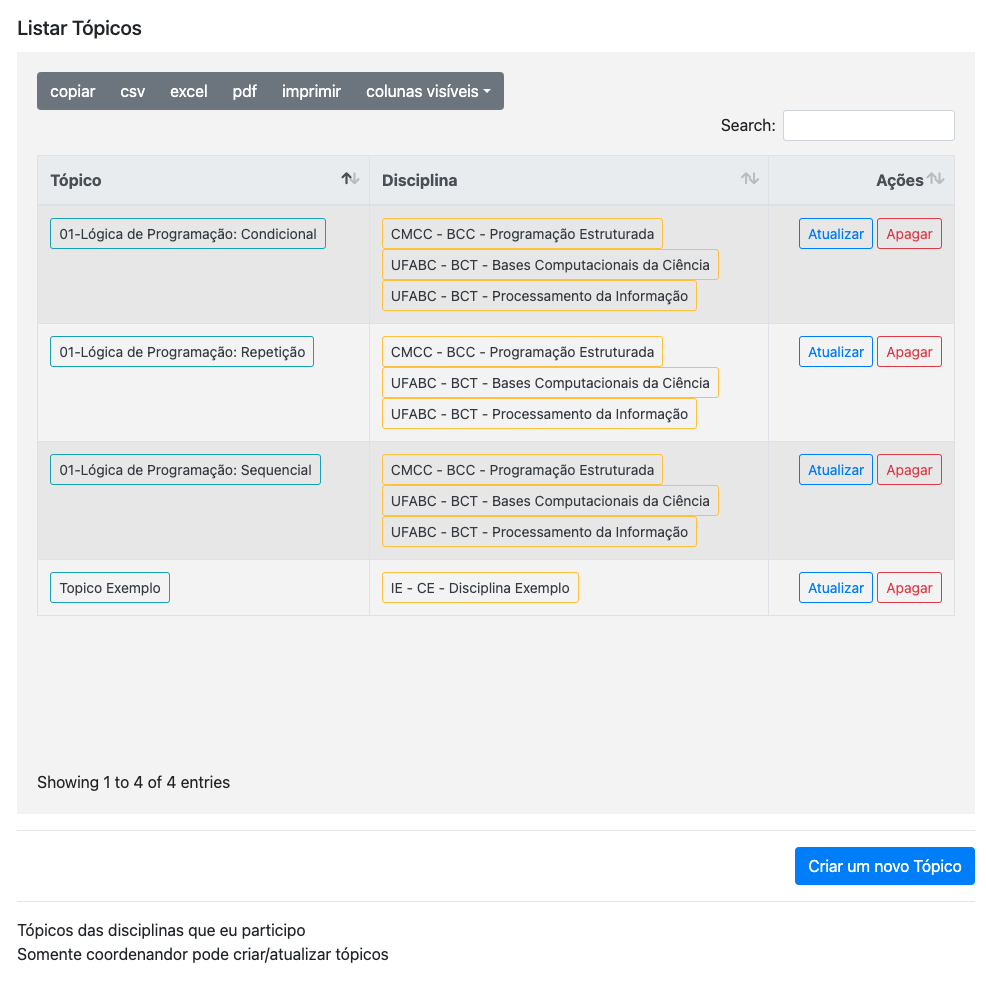 Listar Tópicos
copiar csv excel pdf imprimir colunas visíveis
Search:
Tópico Disciplina Ações
01-Lógica de Programação: Condicional CMCC - BCC - Programação Estruturada Atualizar Apagar
UFABC - BCT - Bases Computacionais da Ciência
UFABC - BCT - Processamento da Informação
01-Lógica de Programação: Repetição CMCC - BCC - Programação Estruturada Atualizar Apagar
UFABC - BCT - Bases Computacionais da Ciência
UFABC - BCT - Processamento da Informação
01-Lógica de Programação: Sequencial CMCC - BCC - Programação Estruturada Atualizar Apagar
UFABC - BCT - Bases Computacionais da Ciência
UFABC - BCT - Processamento da Informação
Topico Exemplo IE - CE - Disciplina Exemplo Atualizar Apagar
Showing 1 to 4 of 4 entries
Criar um novo Tópico
Tópicos das disciplinas que eu participo
Somente coordenandor pode criar/atualizar tópicos